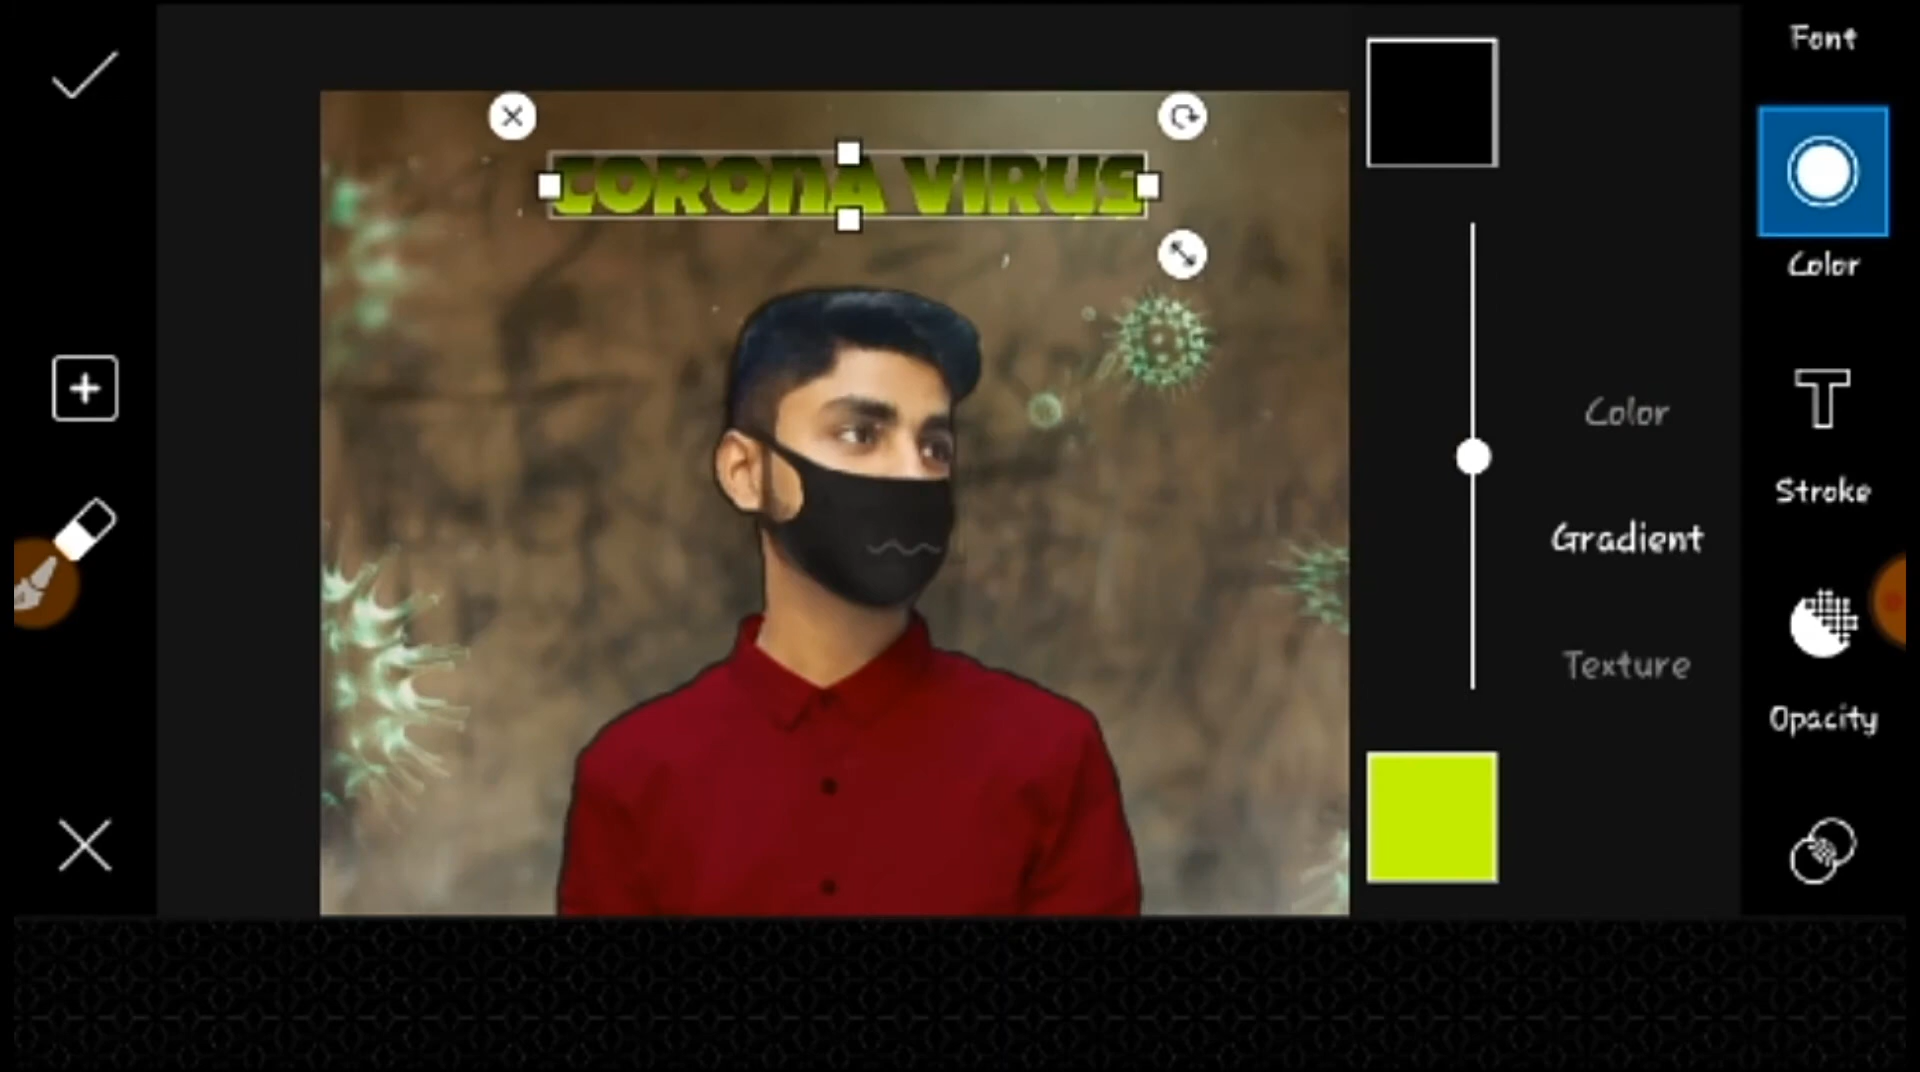 CORONA VIRUS
Font
Color
Color
Stroke
Gradient
Texture
Opacity